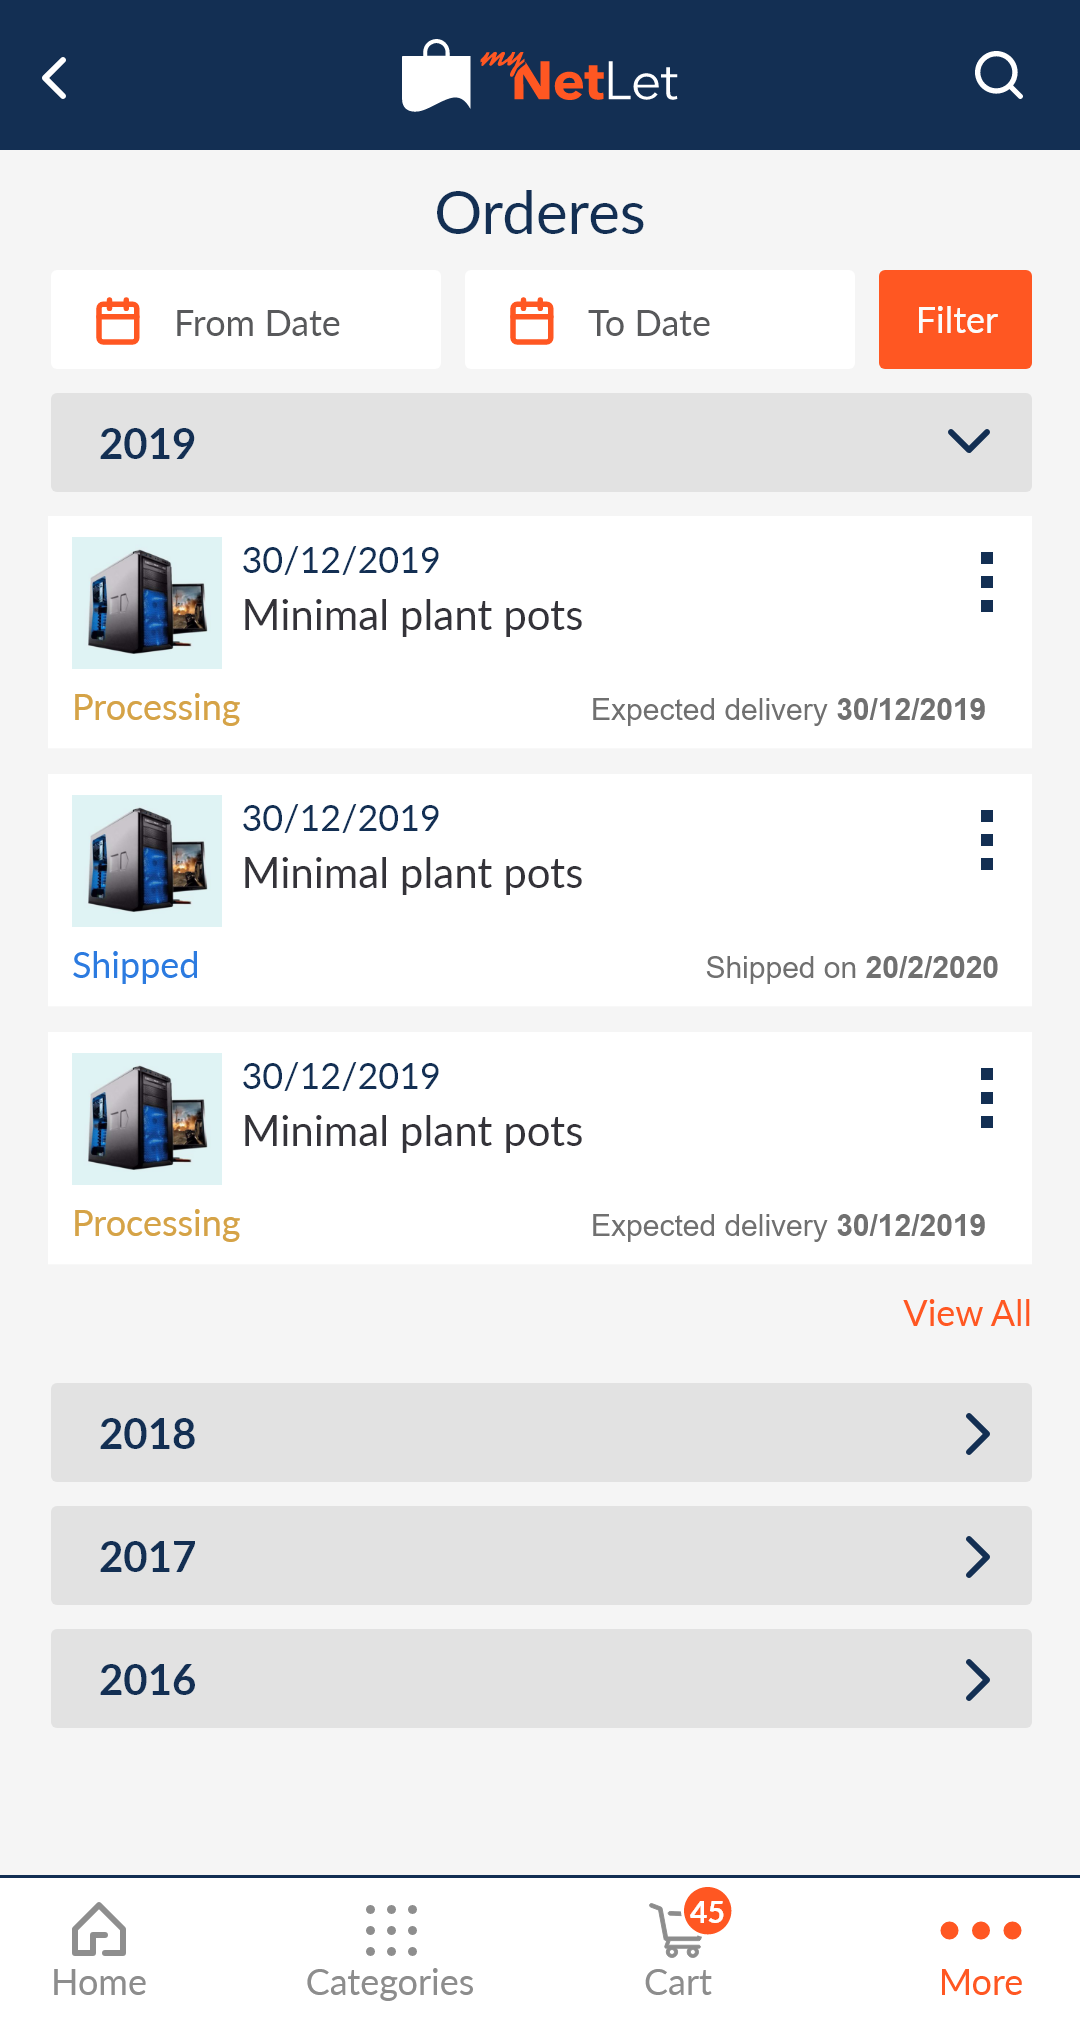 my NetLet
Orderes
From Date
To Date
Filter
2019
30/12/2019
Minimal plant pots
Processing
Expected delivery 30/12/2019
30/12/2019
Minimal plant pots
Shipped
Shipped on 20/2/2020
30/12/2019
Minimal plant pots
Processing
Expected delivery 30/12/2019
View All
2018
2017
2016
45
Home
Categories
Cart
More